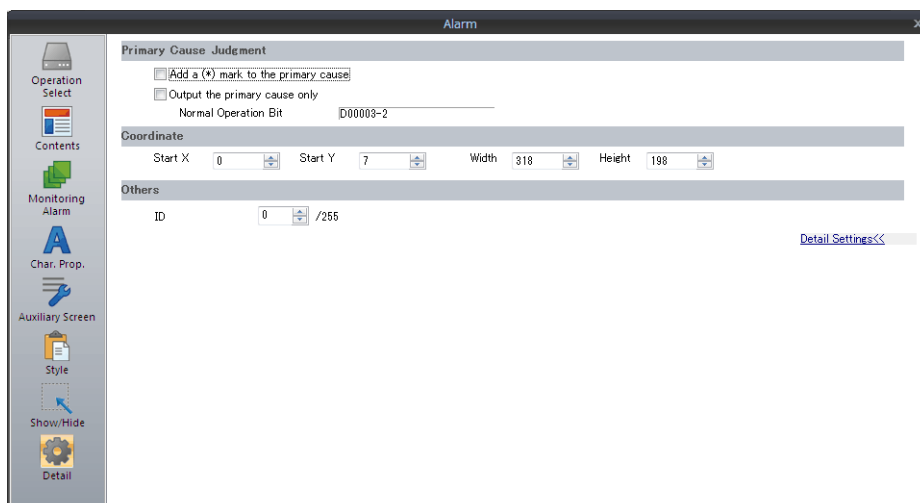 Alarm
x
Operation
Select
Contents
Monitoring
Alarm
A
Char. Prop.
Auxiliary Screen
Style
Show/Hide
Detail
Primary Cause Judgment
Add a (*) mark to the primary cause
Output the primary cause only
Normal Operation Bit D00003-2
Coordinate
Start X 0 Start Y 7 Width 318 Height 198
Others
ID 0 /255
Detail Settings<<